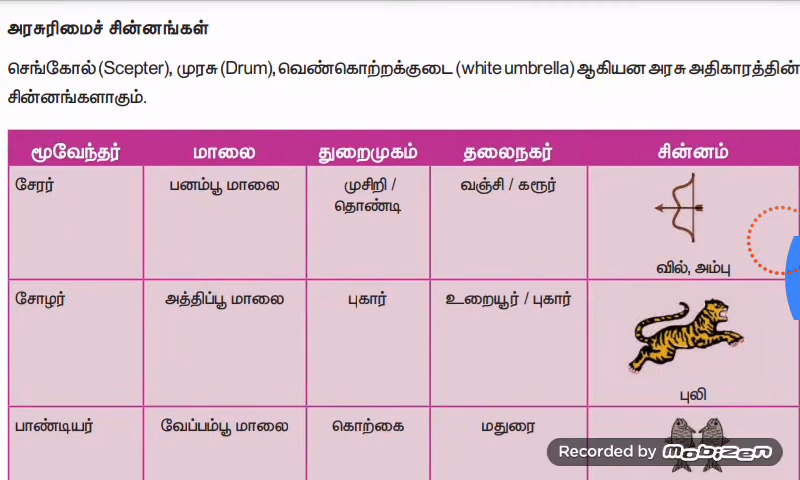 அரசுரிமைச் சின்னங்கள்
செங்கோல் (Scepter), முரசு (Drum), வெண்கொற்றக்குடை (white umbrella) ஆகியன அரசு அதிகாரத்தின்
சின்னங்களாகும்.
மூவேந்தர் மாலை துறைமுகம் தலைநகர் சின்னம்
சேரர் பனம்பூ மாலை முசிறி / வஞ்சி / கரூர்
தொண்டி
வில், அம்பு
சோழர் அத்திப்பூ மாலை புகார் உறையூர் / புகார்
புலி
பாண்டியர் வேப்பம்பூ மாலை கொற்கை மதுரை
Recorded by mobizen